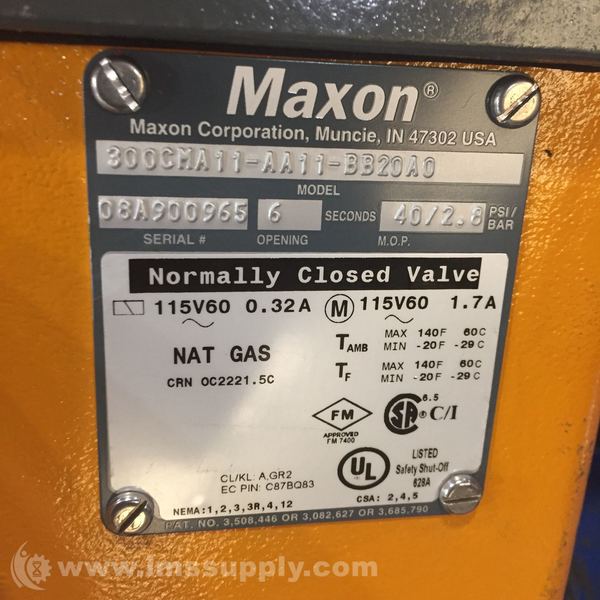 Maxon®
Maxon Corporation, Muncie, IN 47302 USA
300CMA11-AA11-BB20A0
MODEL
08A900965 6 SECONDS 40/2.8 PSI/BAR
SERIAL # OPENING M.O.P.
Normally Closed Valve
115V60 0.32A M 115V60 1.7A
NAT GAS
CRN OC2221.5C
TAMB MAX 140F 60C
MIN -20F -29C
TF MAX 140F 60C
MIN -20F -29C
FM
APPROVED
FM 7400
6.5
SA ® C/I
CL/KL: A,GR2
EC PIN: C87BQ83
UL
LISTED
Safety Shut-Off
628A
NEMA:1,2,3,3R,4,12
CSA: 2,4,5
PAT. NO. 3,508,446 OR 3,082,627 OR 3,685,790
© www.imssupply.com/